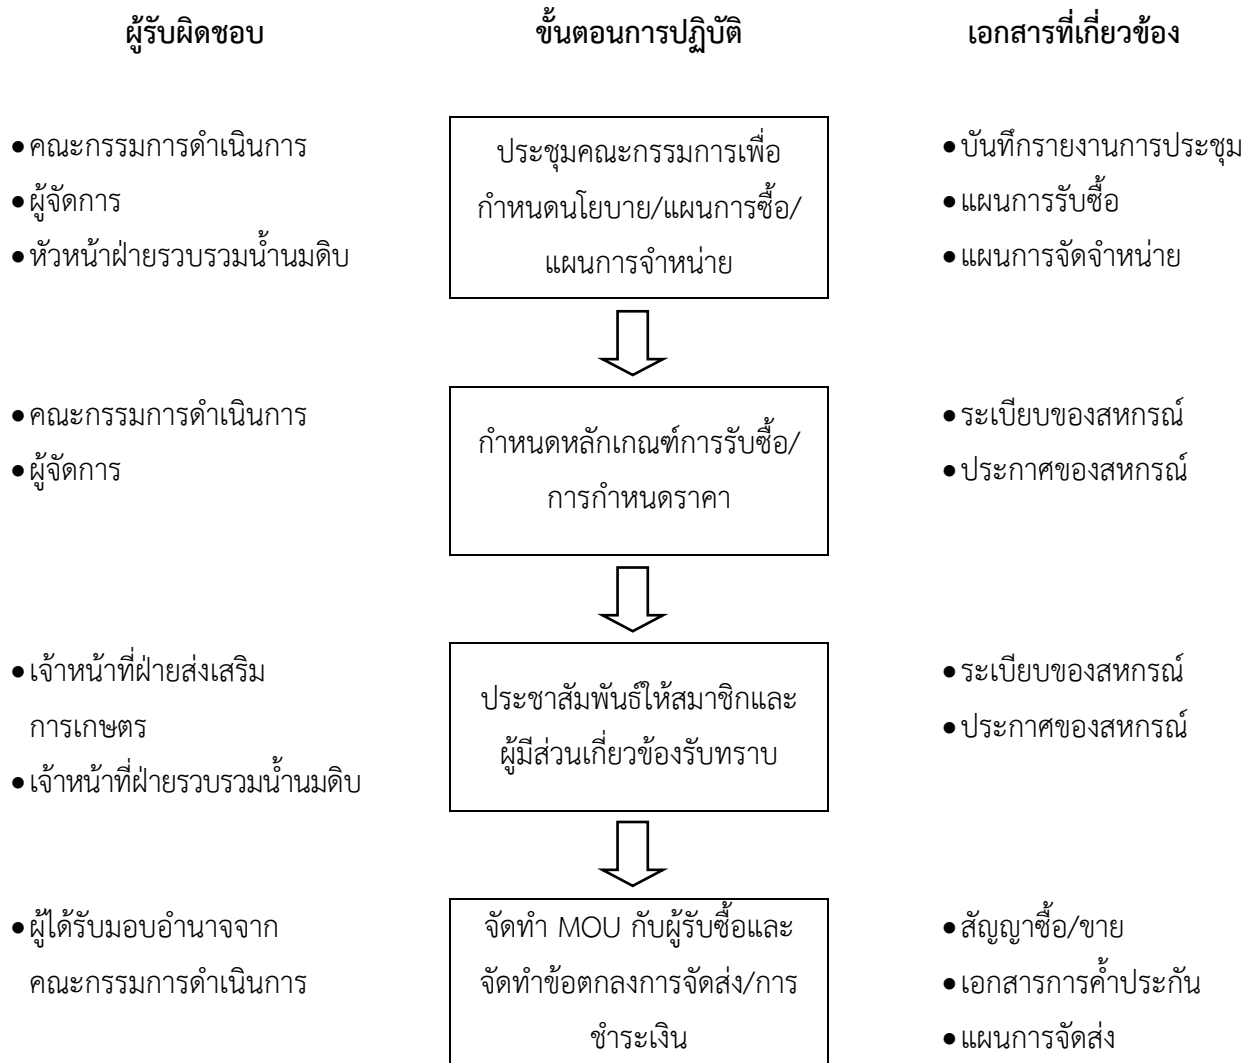 ผู้รับผิดชอบ
ขั้นตอนการปฏิบัติ
เอกสารที่เกี่ยวข้อง
•คณะกรรมการดำเนินการ
•ผู้จัดการ
•หัวหน้าฝ่ายรวบรวมน้ำนมดิบ
ประชุมคณะกรรมการเพื่อ
กำหนดนโยบาย/แผนการซื้อ/
แผนการจำหน่าย
•บันทึกรายงานการประชุม
•แผนการรับซื้อ
•แผนการจัดจำหน่าย
•คณะกรรมการดำเนินการ
•ผู้จัดการ
กำหนดหลักเกณฑ์การรับซื้อ/
การกำหนดราคา
•ระเบียบของสหกรณ์
•ประกาศของสหกรณ์
•เจ้าหน้าที่ฝ่ายส่งเสริม
การเกษตร
•เจ้าหน้าที่ฝ่ายรวบรวมน้ำนมดิบ
ประชาสัมพันธ์ให้สมาชิกและ
ผู้มีส่วนเกี่ยวข้องรับทราบ
•ระเบียบของสหกรณ์
•ประกาศของสหกรณ์
•ผู้ได้รับมอบอำนาจจาก
คณะกรรมการดำเนินการ
จัดทำ MOU กับผู้รับซื้อและ
จัดทำข้อตกลงการจัดส่ง/การ
ชำระเงิน
•สัญญาซื้อ/ขาย
•เอกสารการค้ำประกัน
•แผนการจัดส่ง